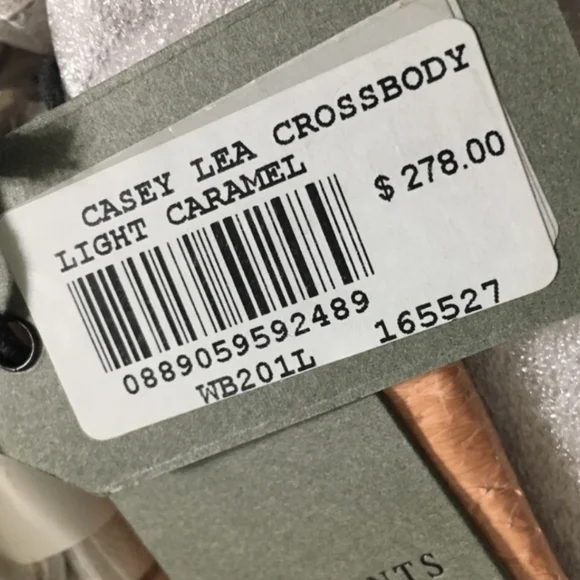 CASEY LEA CROSSBODY
LIGHT CARAMEL
$ 278.00
0889059592489
WB201L
165527